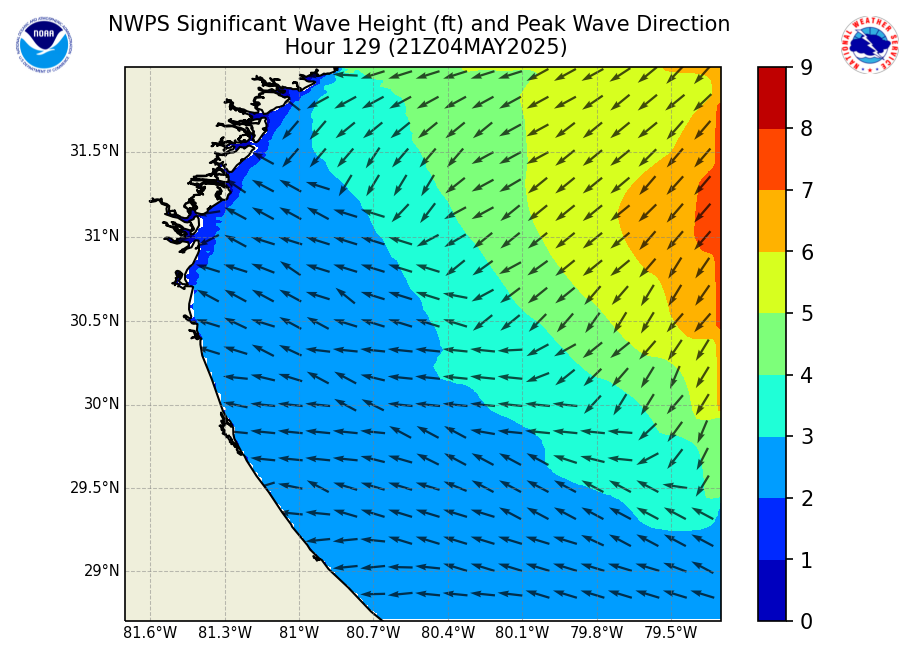 NWPS Significant Wave Height (ft) and Peak Wave Direction
Hour 129 (21Z04MAY2025)
NOAA
NATIONAL WEATHER SERVICE
31.5°N
31°N
30.5°N
30°N
29.5°N
29°N
81.6°W 81.3°W 81°W 80.7°W 80.4°W 80.1°W 79.8°W 79.5°W
9
8
7
6
5
4
3
2
1
0